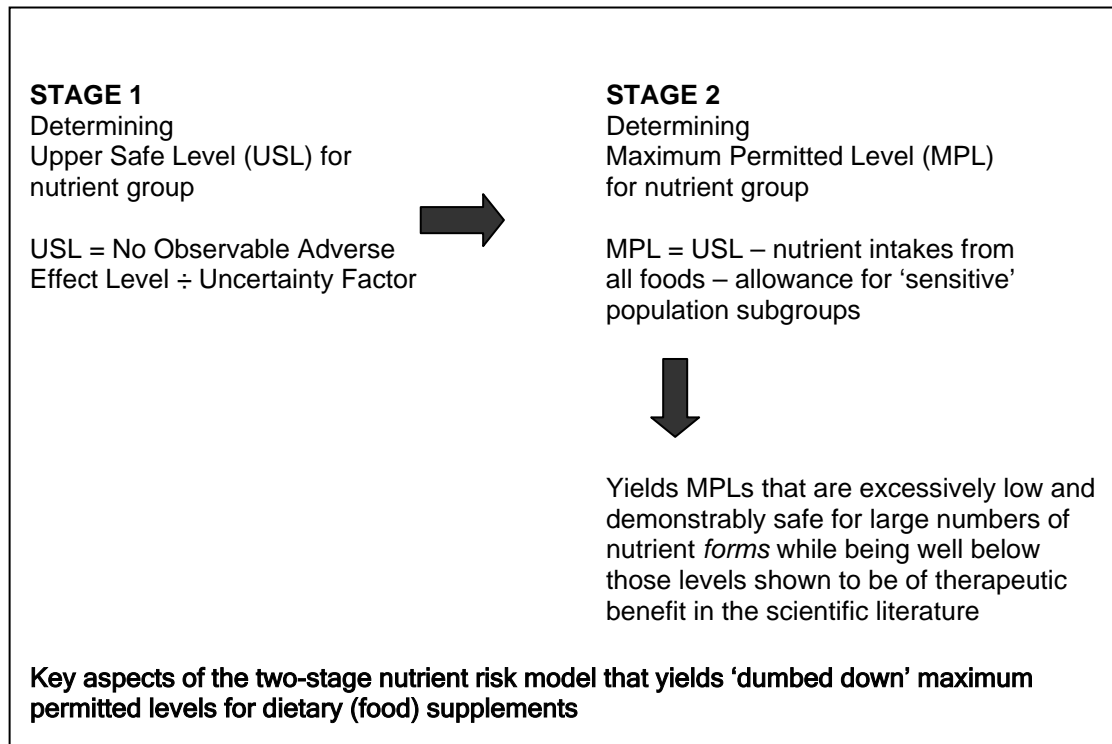 STAGE 1
Determining
Upper Safe Level (USL) for
nutrient group
USL = No Observable Adverse
Effect Level ÷ Uncertainty Factor
STAGE 2
Determining
Maximum Permitted Level (MPL)
for nutrient group
MPL = USL – nutrient intakes from
all foods – allowance for ‘sensitive’
population subgroups
Yields MPLs that are excessively low and
demonstrably safe for large numbers of
nutrient forms while being well below
those levels shown to be of therapeutic
benefit in the scientific literature
Key aspects of the two-stage nutrient risk model that yields ‘dumbed down’ maximum
permitted levels for dietary (food) supplements